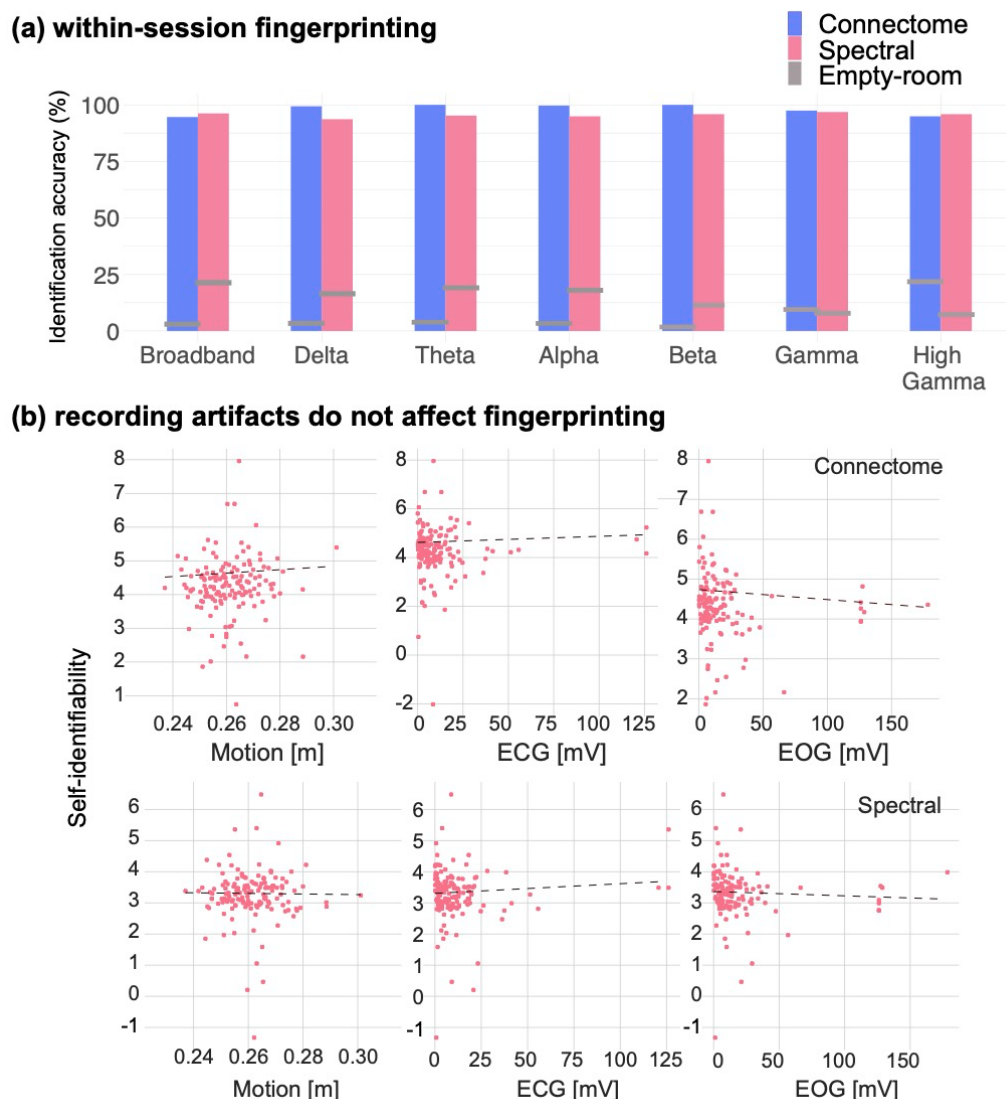 (a) within-session fingerprinting
Connectome
Spectral
Empty-room
Identification accuracy (%)
100
75
50
25
0
Broadband Delta Theta Alpha Beta Gamma High
Gamma
(b) recording artifacts do not affect fingerprinting
Self-identifiability
8
7
6
5
4
3
2
1
0.24 0.26 0.28 0.30
Motion [m]
8
6
4
2
0
-2
0 25 75 100 125
ECG [mV]
Connectome
8
7
6
5
4
3
2
0 50 100 150
EOG [mV]
6
5
4
3
2
1
0
-1
0.24 0.26 0.28 0.30
Motion [m]
6
5
4
3
2
1
0
-1
0 25 50 75 100 125
ECG [mV]
Spectral
6
5
4
3
2
1
0
-1
0 50 100 150
EOG [mV]